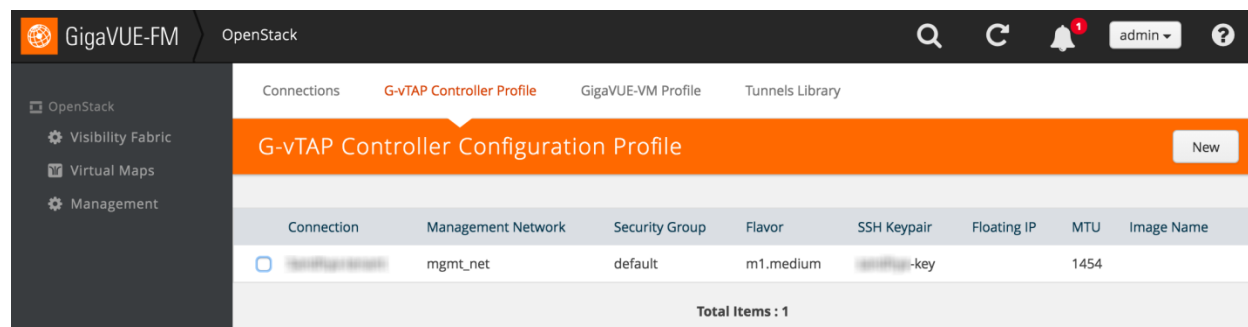 GigaVUE-FM OpenStack 1 admin
Connections G-vTAP Controller Profile GigaVUE-VM Profile Tunnels Library
OpenStack
Visibility Fabric
Virtual Maps
Management
G-vTAP Controller Configuration Profile New
Connection Management Network Security Group Flavor SSH Keypair Floating IP MTU Image Name
mgmt_net default m1.medium -key 1454
Total Items : 1